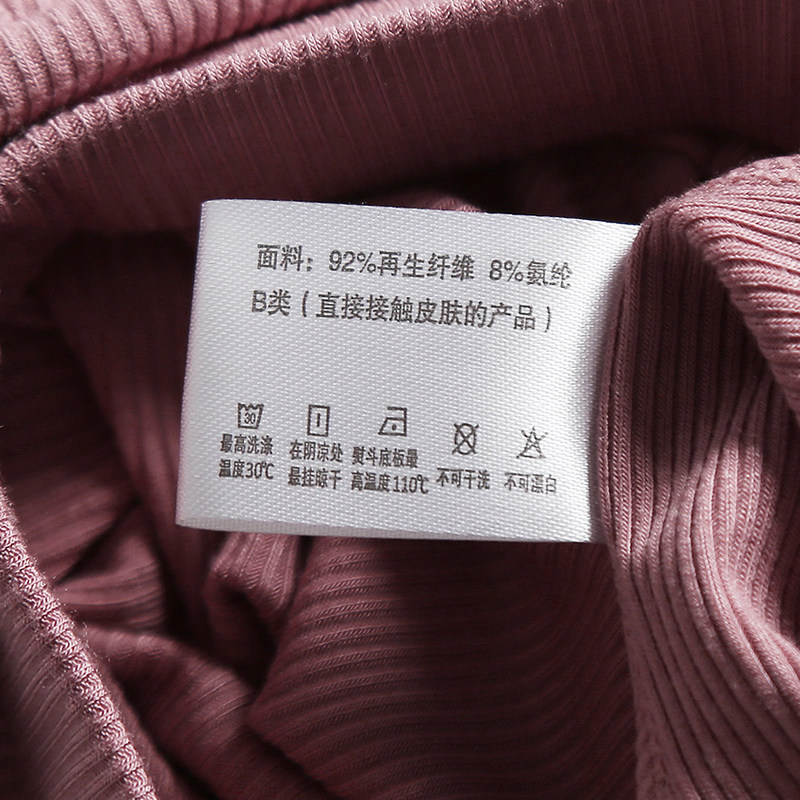 面料：92%再生纤维 8%氨纶
B类（直接接触皮肤的产品）
30
最高洗涤 在阴凉处 熨斗底板最 不可干洗 不可漂白
温度30℃ 悬挂晾干 高温度110℃